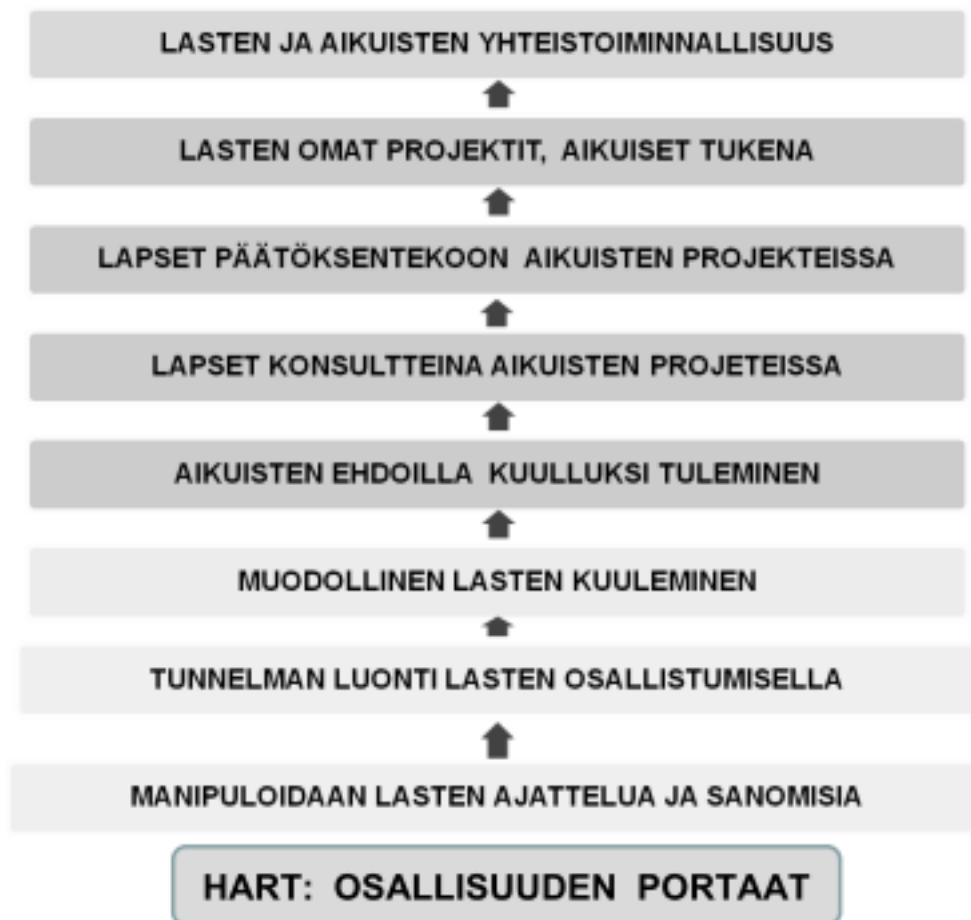 LASTEN JA AIKUISTEN YHTEISTOIMINNALLISUUS
LASTEN OMAT PROJEKTIT, AIKUISET TUKENA
LAPSET PÄÄTÖKSENTEKOON AIKUISTEN PROJEKTEISSA
LAPSET KONSULTTEINA AIKUISTEN PROJETEISSA
AIKUISTEN EHDOILLA KUULLUKSI TULEMINEN
MUODOLLINEN LASTEN KUULEMINEN
TUNNELMAN LUONTI LASTEN OSALLISTUMISELLA
MANIPULOIDAAN LASTEN AJATTELUA JA SANOMISIA
HART: OSALLISUUDEN PORTAAT